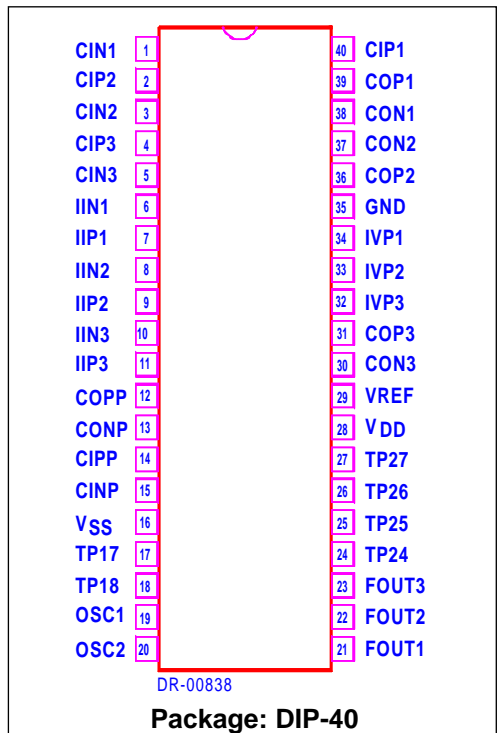 CIN1 1 40 CIP1
CIP2 2 39 COP1
CIN2 3 38 CON1
CIP3 4 37 CON2
CIN3 5 36 COP2
IIN1 6 35 GND
IIP1 7 34 IVP1
IIN2 8 33 IVP2
IIP2 9 32 IVP3
IIN3 10 31 COP3
IIP3 11 30 CON3
COPP 12 29 VREF
CONP 13 28 VDD
CIPP 14 27 TP27
CINP 15 26 TP26
VSS 16 25 TP25
TP17 17 24 TP24
TP18 18 23 FOUT3
OSC1 19 22 FOUT2
OSC2 20 21 FOUT1
DR-00838
Package: DIP-40